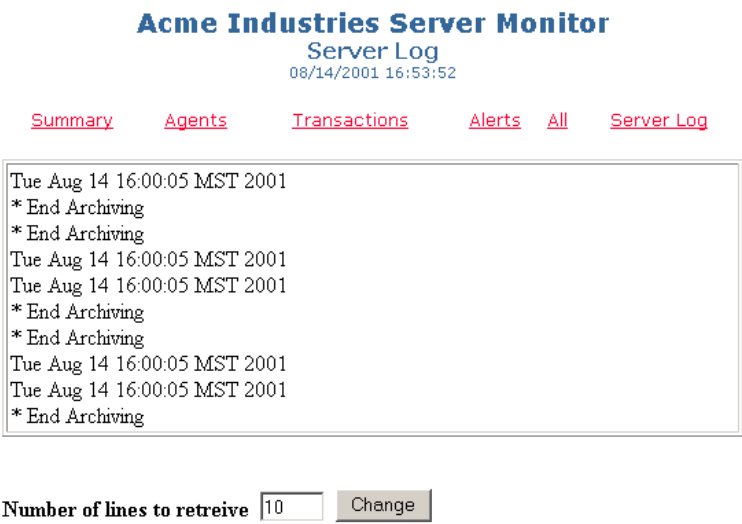 Acme Industries Server Monitor
Server Log
08/14/2001 16:53:52
Summary Agents Transactions Alerts All Server Log
Tue Aug 14 16:00:05 MST 2001
* End Archiving
* End Archiving
Tue Aug 14 16:00:05 MST 2001
Tue Aug 14 16:00:05 MST 2001
* End Archiving
* End Archiving
Tue Aug 14 16:00:05 MST 2001
Tue Aug 14 16:00:05 MST 2001
* End Archiving
Number of lines to retreive 10 Change